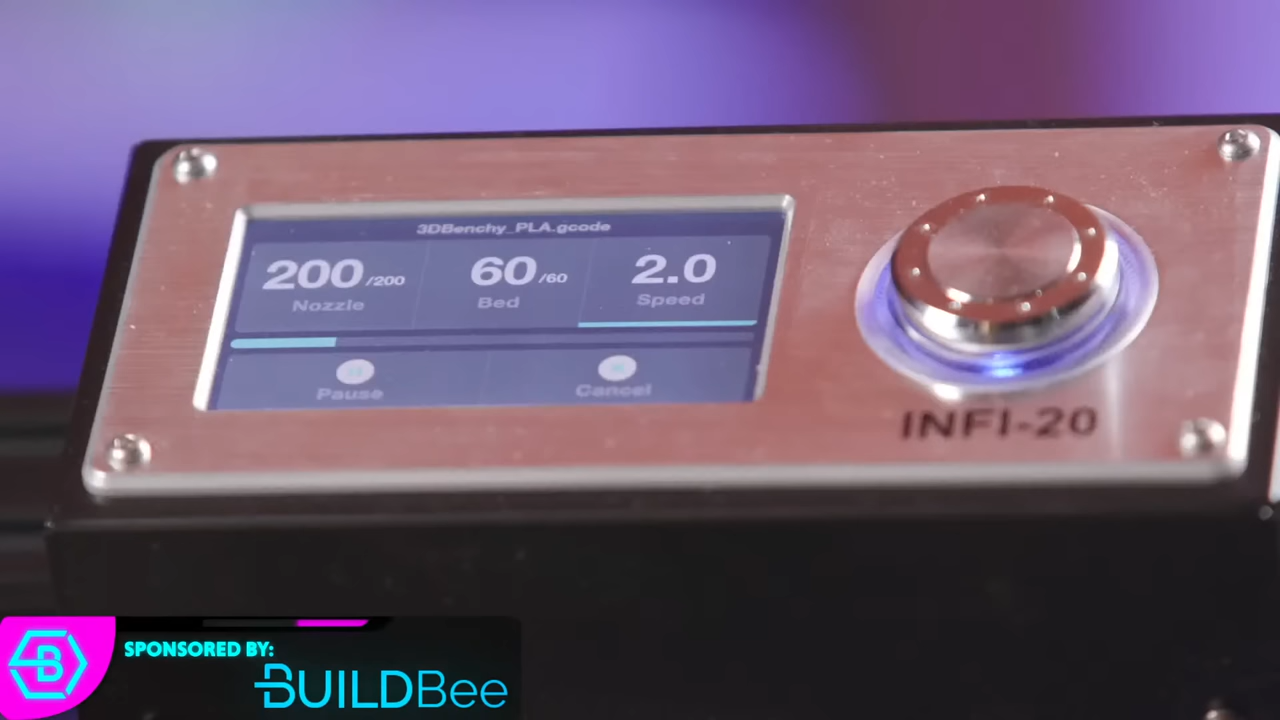 3DBenchy_PLA.gcode
200/200 60/60 2.0
Nozzle Bed Speed
Pause Cancel
INFI-20
SPONSORED BY:
B BUILDBee